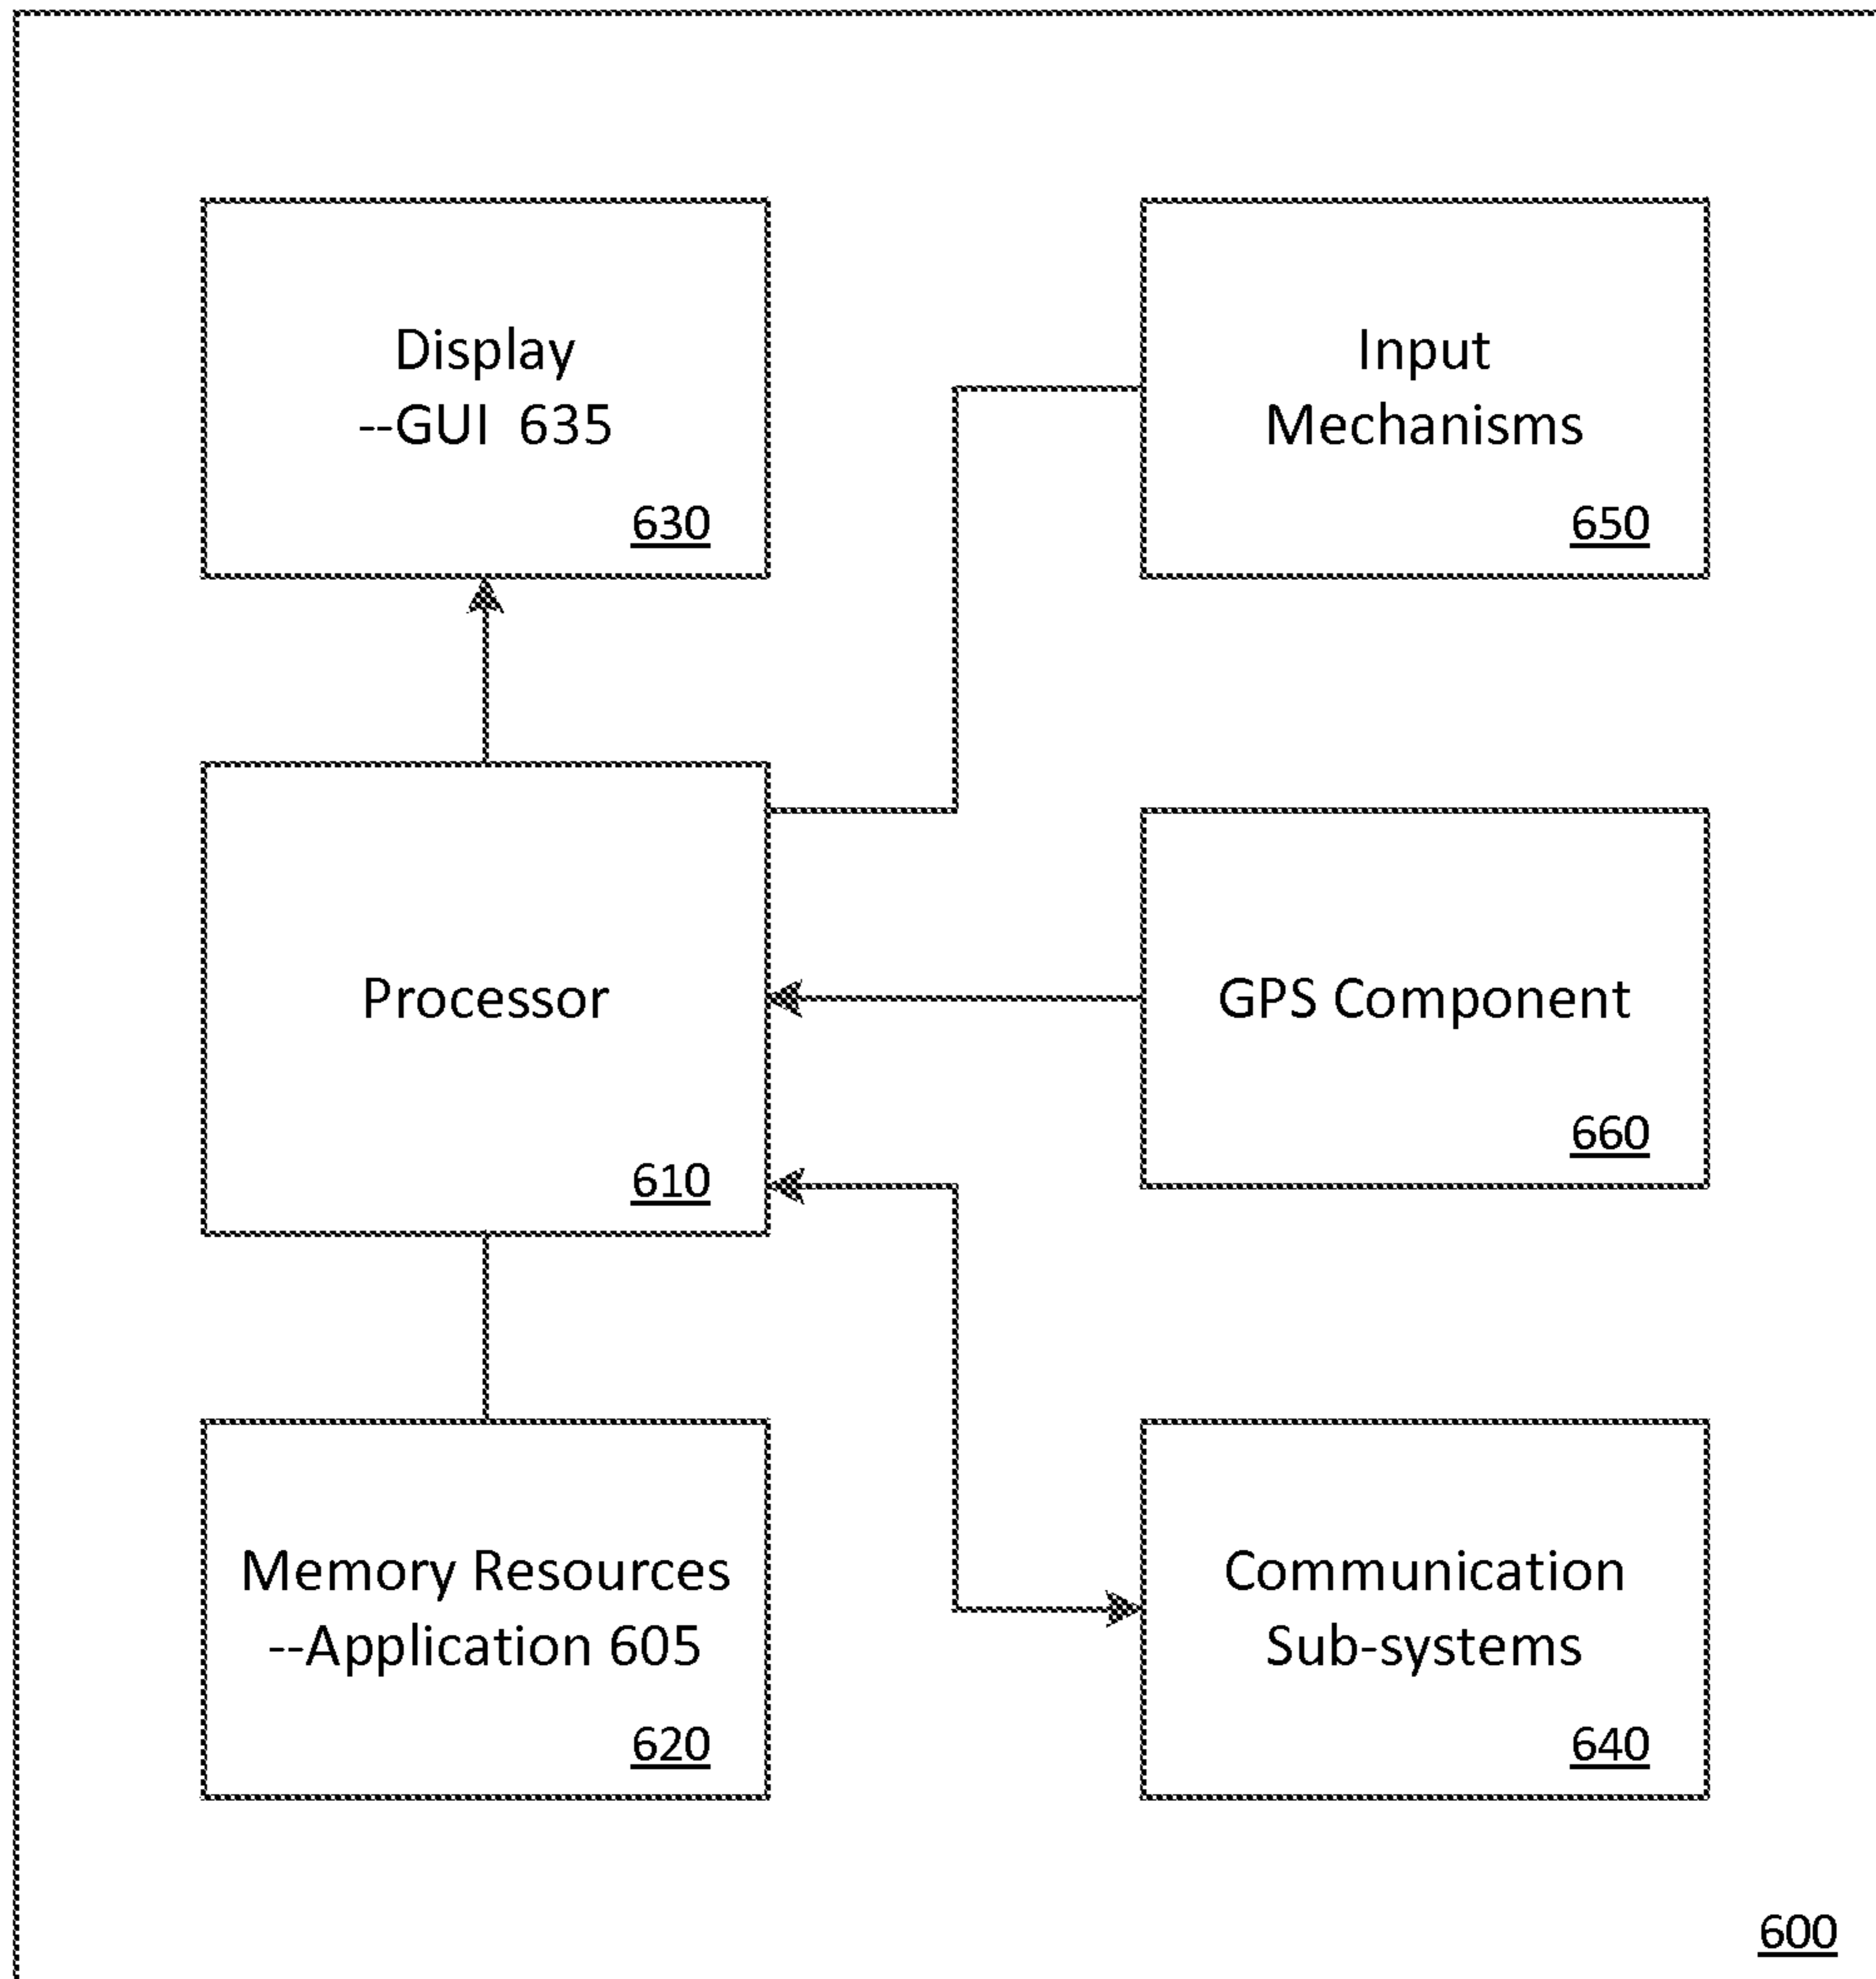 Display
--GUI 635
630
Input
Mechanisms
650
Processor
610
GPS Component
660
Memory Resources
--Application 605
620
Communication
Sub-systems
640
600